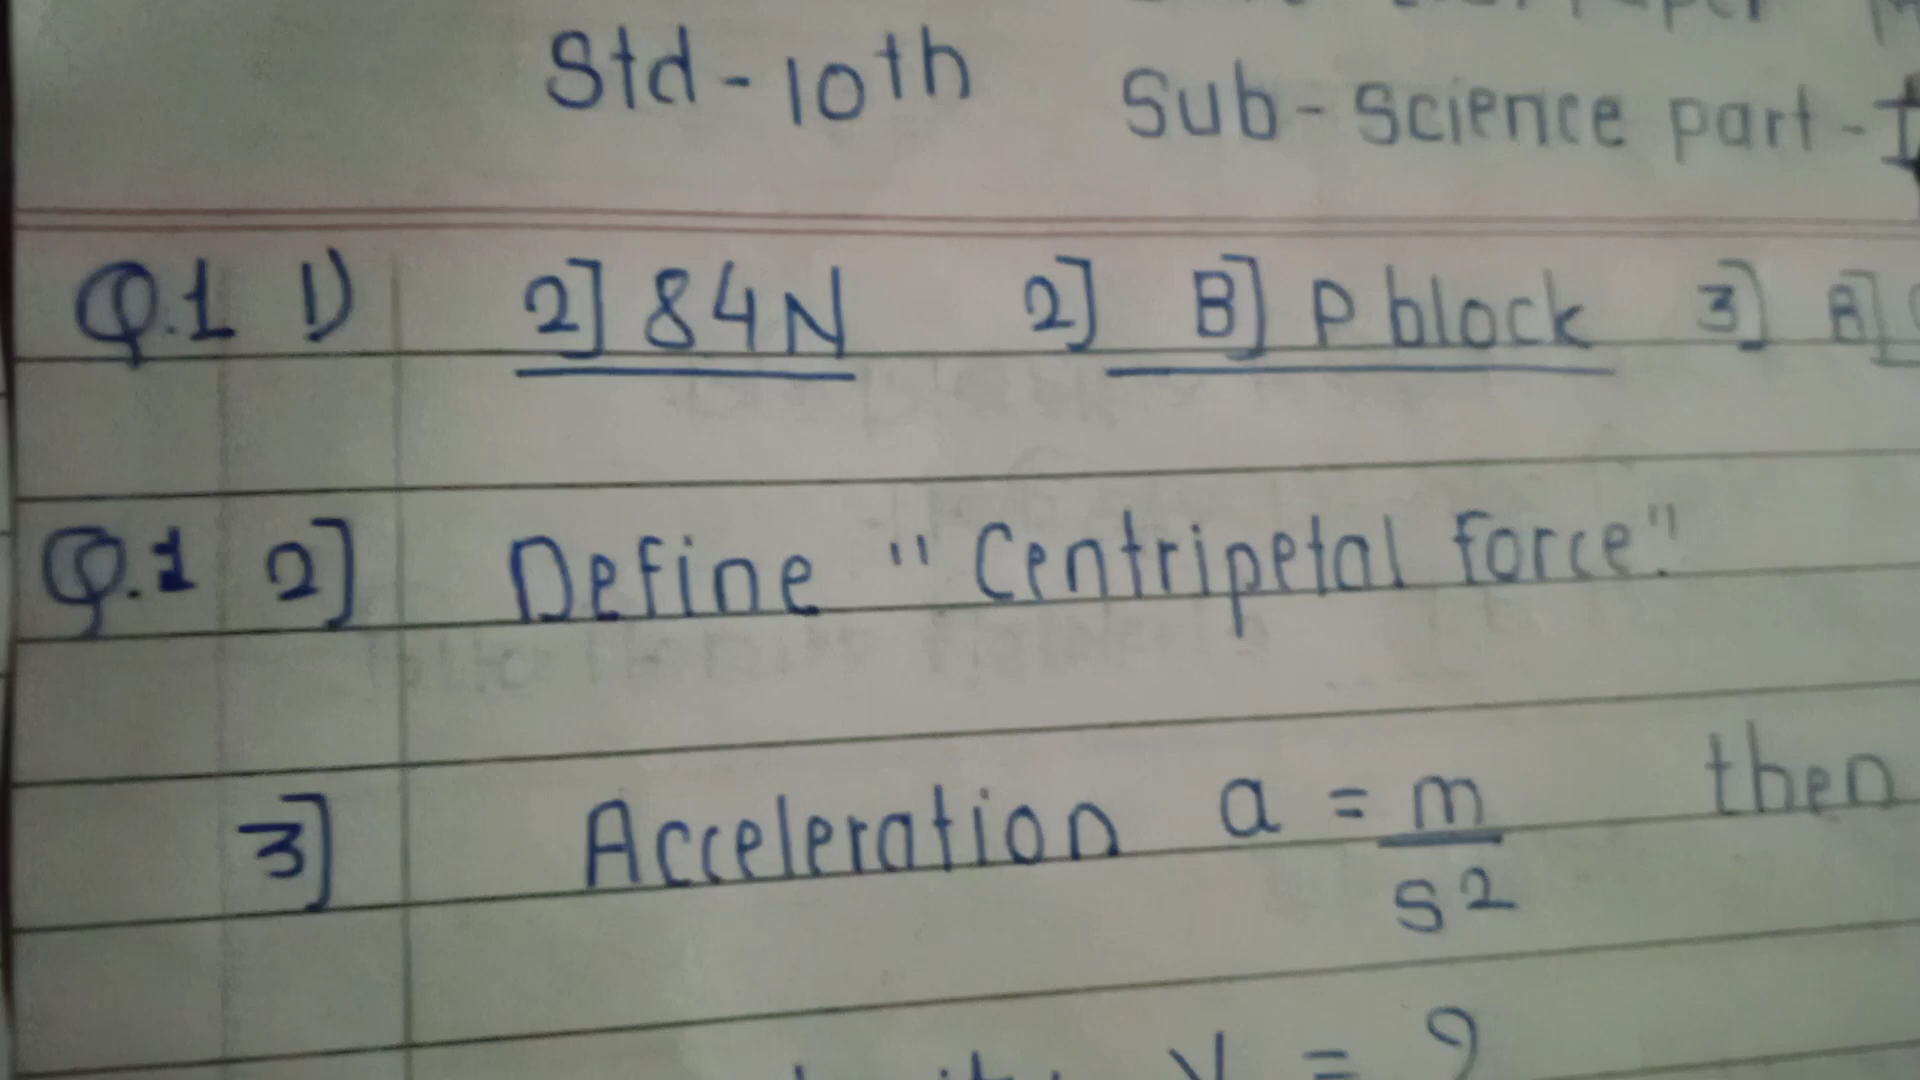 Std - 10th Sub - Science part - I
Q.1 1) 2] 84N 2] B] P block 3] B]
Q.1 2] Define "Centripetal force"
3] Acceleration a = m/s2 then
V = ?